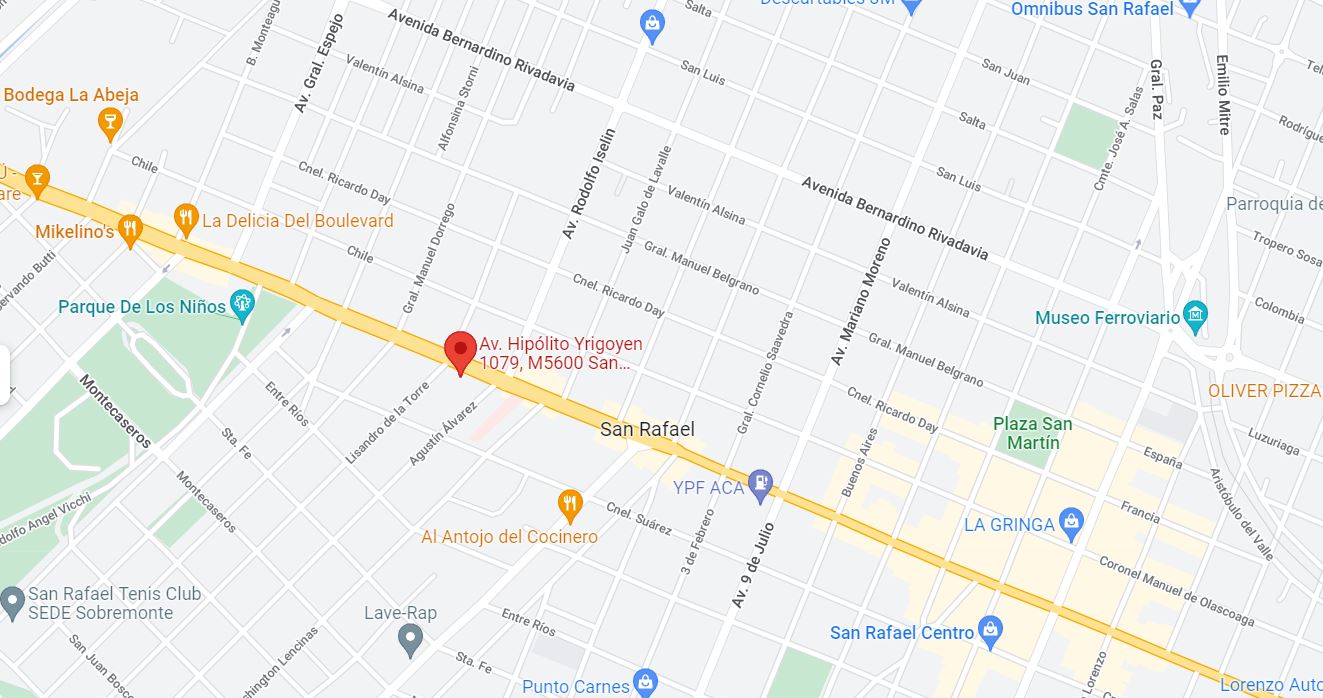 Salta
Descartables JM
Omnibus San Rafael
Avenida Bernardino Rivadavia
B. Monteagu
Av. Gral. Espejo
Valentín Alsina
Alfonsina Storni
San Luis
San Juan
Gral. Paz
Emilio Mitre
Bodega La Abeja
Salta
Cmte. José A. Salas
Rodrígue
Chile
Cnel. Ricardo Day
Av. Rodolfo Iselin
Juan Galo de Lavalle
Valentín Alsina
San Luis
Avenida Bernardino Rivadavia
Parroquia de
Mikelino's
La Delicia Del Boulevard
Gral. Manuel Dorrego
Chile
Gral. Manuel Belgrano
Tropero Sosa
Servando Butti
Parque De Los Niños
Cnel. Ricardo Day
Av. Mariano Moreno
Valentín Alsina
Museo Ferroviario
Colombia
Av. Hipólito Yrigoyen
1079, M5600 San...
Gral. Cornelio Saavedra
Gral. Manuel Belgrano
Montecaseros
Entre Ríos
Lisandro de la Torre
Agustín Álvarez
Cnel. Ricardo Day
OLIVER PIZZA
San Rafael
Plaza San
Martín
Sta. Fe
Buenos Aires
España
Luzuriaga
Montecaseros
YPF ACA
Aristóbulo del Valle
dolfo Angel Vicchi
Al Antojo del Cocinero
Cnel. Suárez
3 de Febrero
Av. 9 de Julio
LA GRINGA
Francia
San Rafael Tenis Club
SEDE Sobremonte
Lave-Rap
Entre Ríos
San Rafael Centro
Coronel Manuel de Olascoaga
San Juan Bosco
shington Lencinas
Sta. Fe
Punto Carnes
Lorenzo
Lorenzo Auto